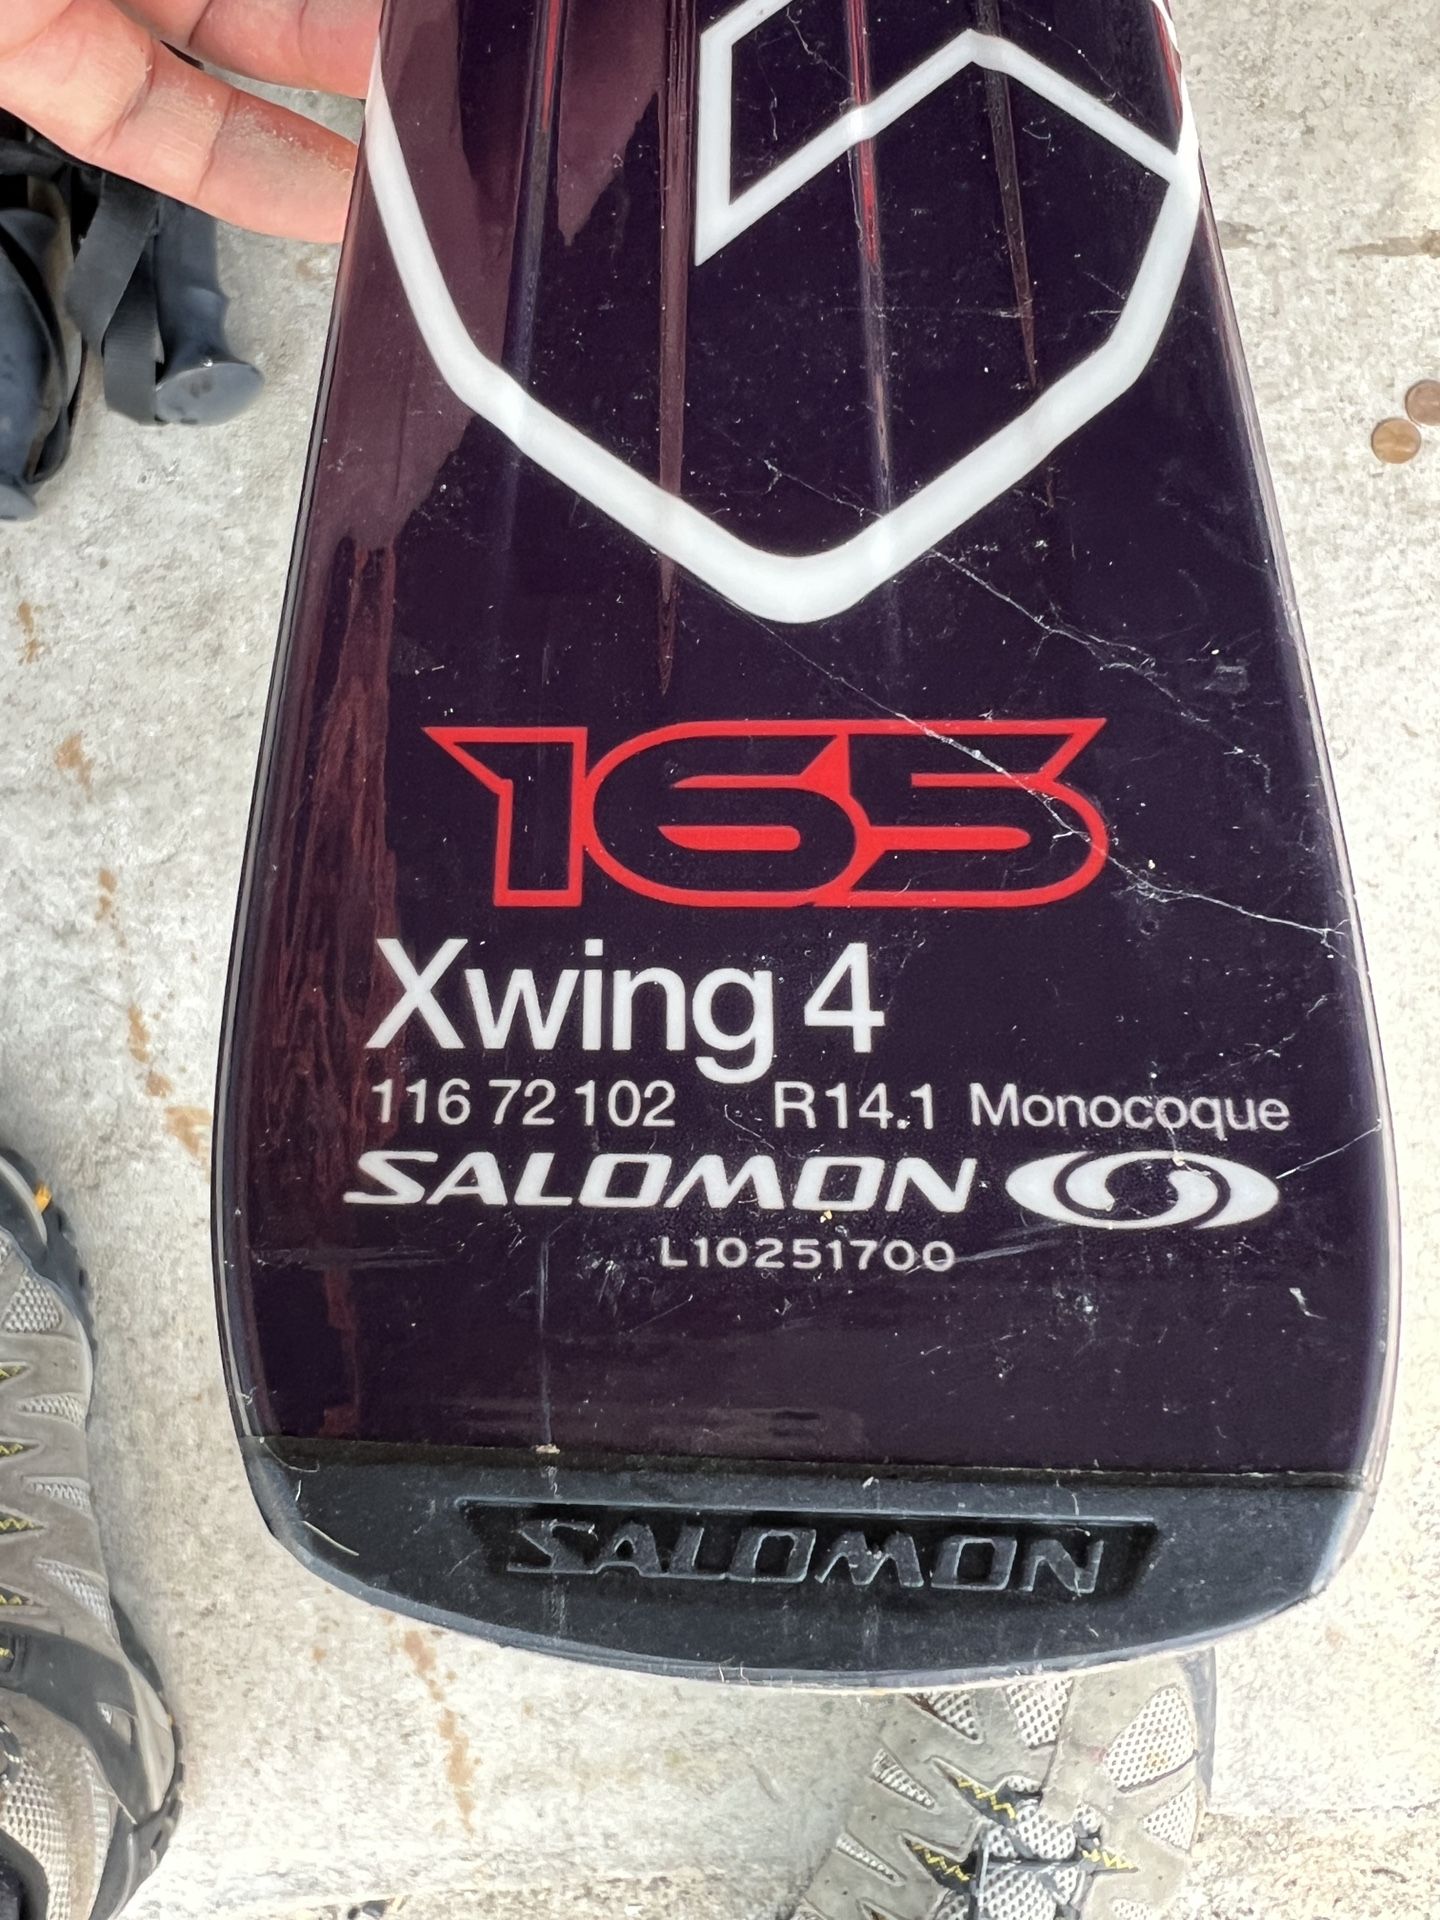 165
Xwing 4
116 72 102 R14.1 Monocoque
SALOMON
L10251700
SALOMON